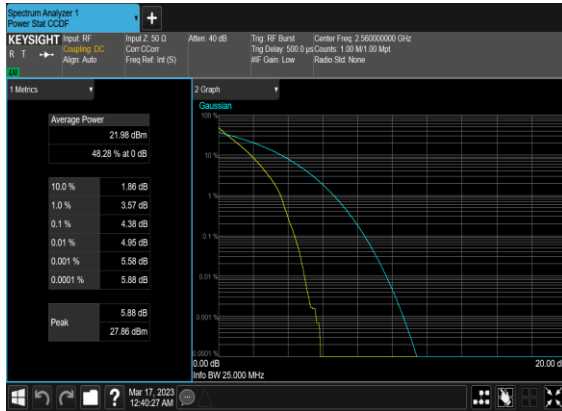 Spectrum Analyzer 1
Power Stat CCDF
+
KEYSIGHT
R T
LXI
Input: RF
Coupling: DC
Align: Auto
Input Z: 50 Ω
Corr CCorr
Freq Ref: Int (S)
Atten: 40 dB
Trig: RF Burst
Trig Delay: 500.0 µs
#IF Gain: Low
Center Freq: 2.560000000 GHz
Counts: 1.00 M/1.00 Mpt
Radio Std: None
1 Metrics
Average Power
21.98 dBm
48.28 % at 0 dB
10.0 % 1.86 dB
1.0 % 3.57 dB
0.1 % 4.38 dB
0.01 % 4.95 dB
0.001 % 5.58 dB
0.0001 % 5.88 dB
Peak
5.88 dB
27.86 dBm
2 Graph
Gaussian
100 %
10 %
1 %
0.1 %
0.01 %
0.001 %
0.0001 %
0.00 dB
20.00 d
Info BW 25.000 MHz
?
Mar 17, 2023
12:40:27 AM